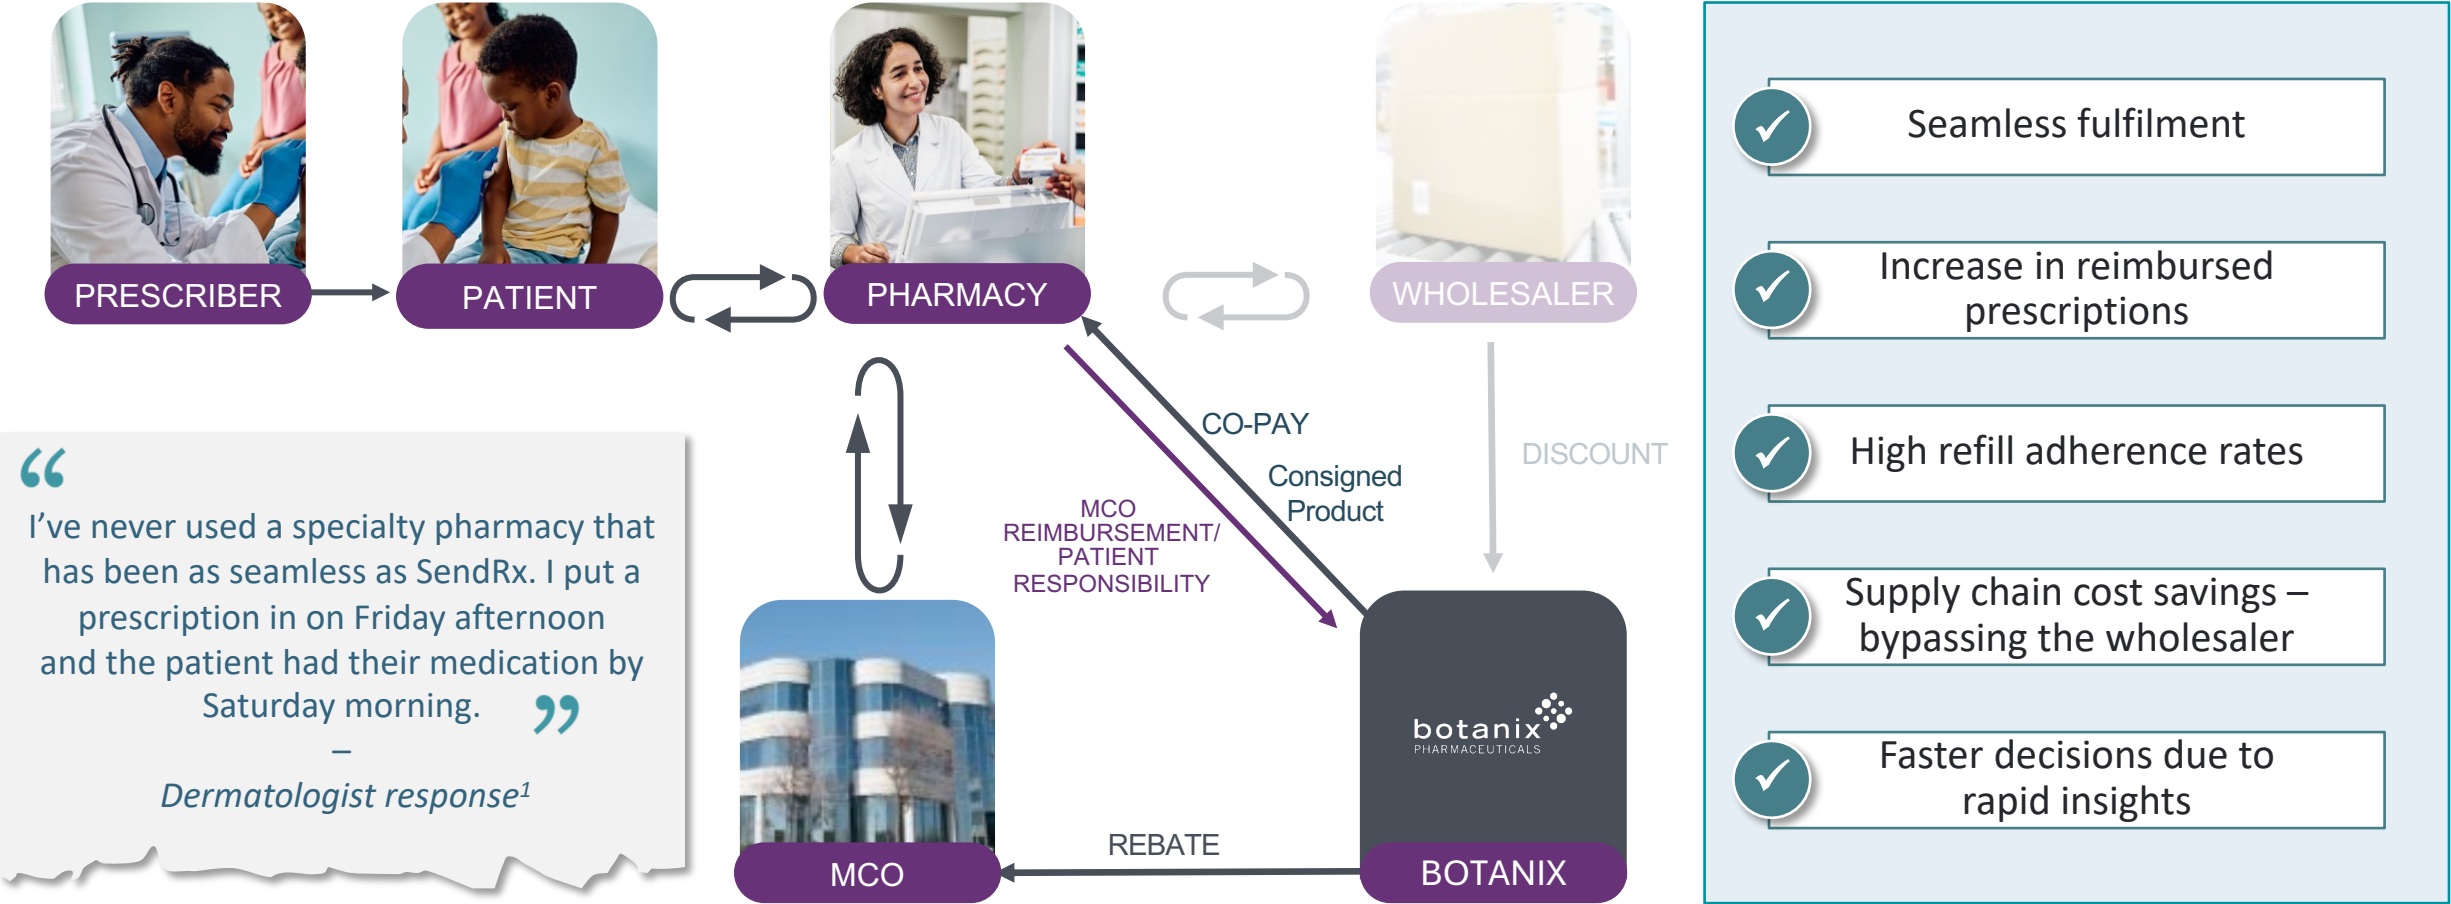 PRESCRIBER
PATIENT
PHARMACY
WHOLESALER
CO-PAY
Consigned
Product
DISCOUNT
MCO
REIMBURSEMENT/
PATIENT
RESPONSIBILITY
“
I’ve never used a specialty pharmacy that
has been as seamless as SendRx. I put a
prescription in on Friday afternoon
and the patient had their medication by
Saturday morning. ”
–
Dermatologist response1
botanix
PHARMACEUTICALS
REBATE
MCO
BOTANIX
Seamless fulfilment
Increase in reimbursed
prescriptions
High refill adherence rates
Supply chain cost savings –
bypassing the wholesaler
Faster decisions due to
rapid insights